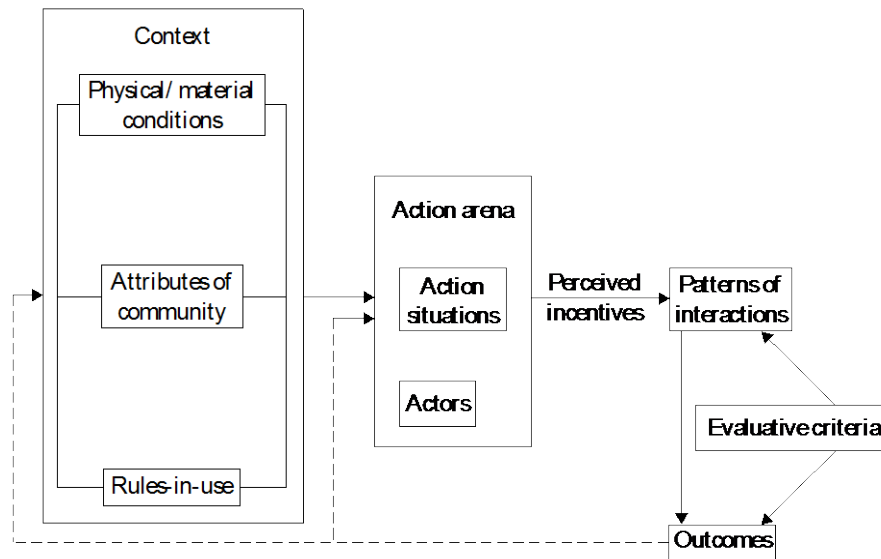 Context
Physical/ material
conditions
Attributes of
community
Rules-in-use
Action arena
Action
situations
Actors
Perceived
incentives
Patterns of
interactions
Evaluative criteria
Outcomes